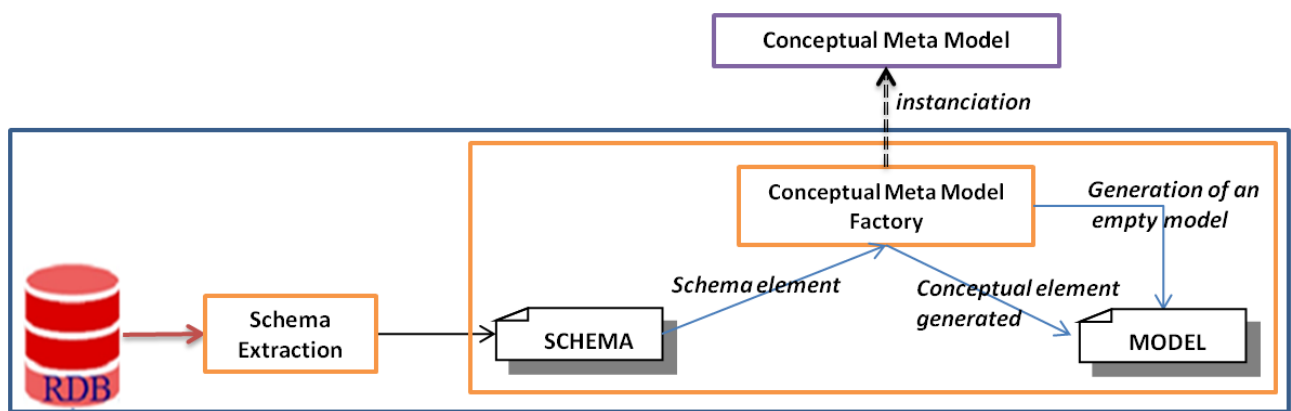 Conceptual Meta Model
instanciation
Conceptual Meta Model
Factory
Generation of an
empty model
Schema element
Conceptual element
generated
Schema
Extraction
SCHEMA
MODEL
RDB